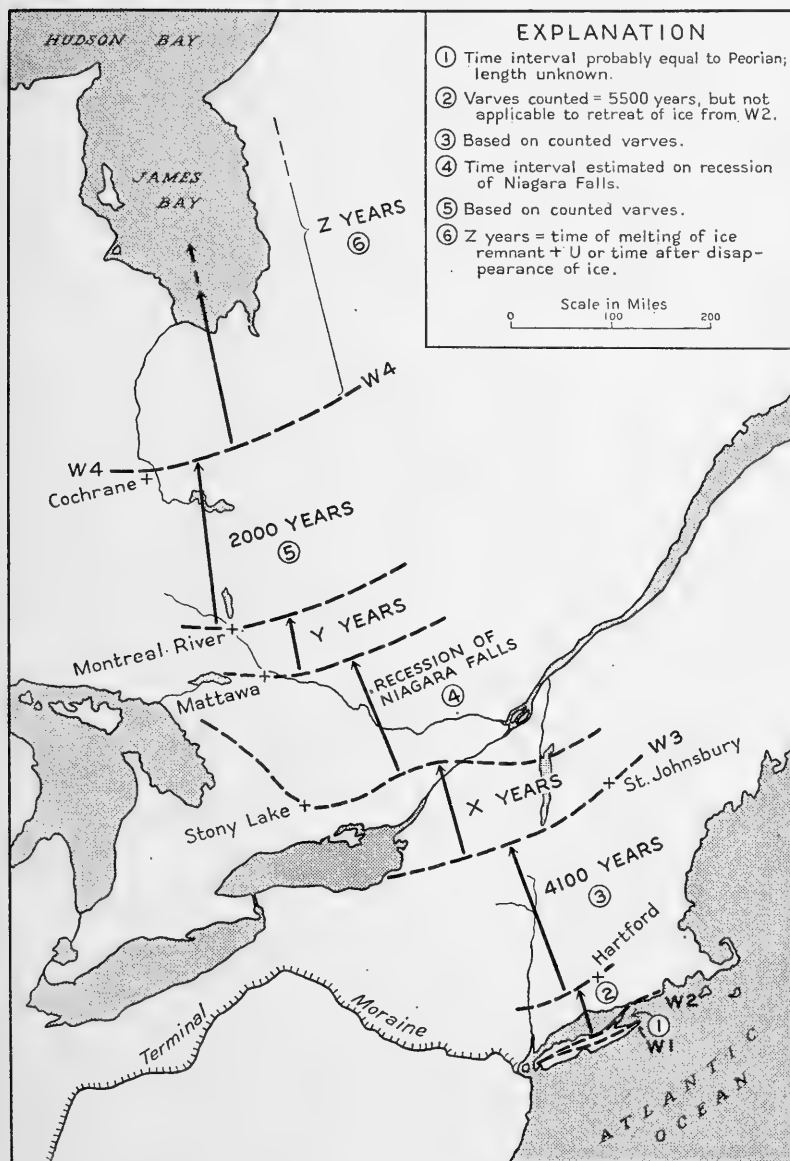 HUDSON BAY
JAMES
BAY
EXPLANATION
① Time interval probably equal to Peorian;
length unknown.
② Varves counted = 5500 years, but not
applicable to retreat of ice from W2.
③ Based on counted varves.
④ Time interval estimated on recession
of Niagara Falls.
⑤ Based on counted varves.
⑥ Z years = time of melting of ice
remnant + U or time after disap-
pearance of ice.
Scale in Miles
0 100 200
Z YEARS
⑥
W4
W4
Cochrane
2000 YEARS
⑤
Montreal River
Y YEARS
Mattawa
RECESSION OF
NIAGARA FALLS
④
W3
St. Johnsbury
Stony Lake
X YEARS
4100 YEARS
③
Hartford
②
W2
①
W1
Terminal
Moraine
ATLANTIC
OCEAN